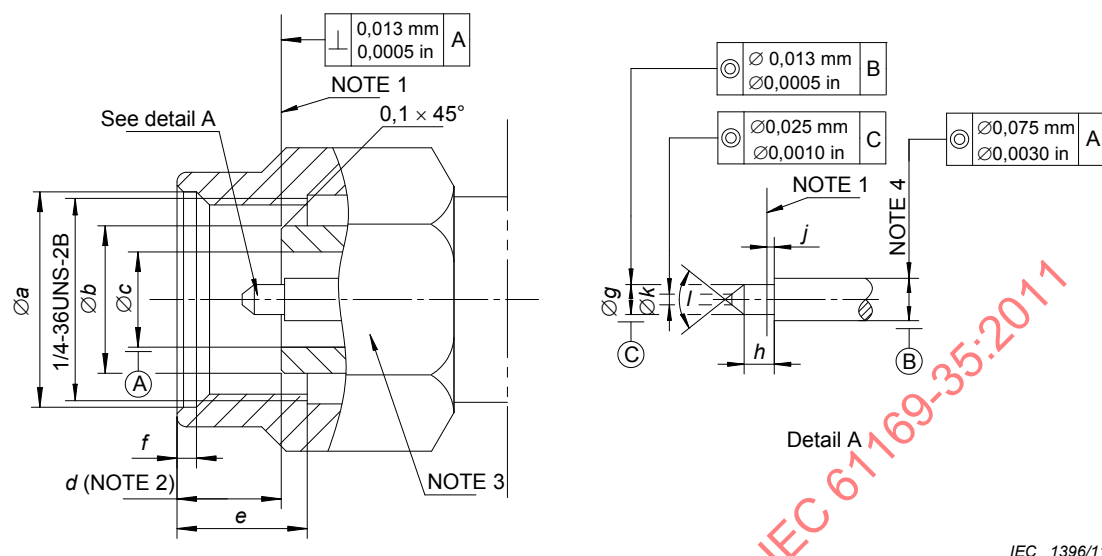 ⊥ 0,013 mm A
0,0005 in
NOTE 1
See detail A
0,1 × 45°
Øa
1/4-36UNS-2B
Øb
Øc
A
f
d (NOTE 2)
e
NOTE 3
◎ Ø 0,013 mm B
Ø0,0005 in
◎ Ø0,025 mm C
Ø0,0010 in
◎ Ø0,075 mm A
Ø0,0030 in
NOTE 1
NOTE 4
j
Øg
Øk
l
h
C
B
Detail A
IEC 61169-35:2011
IEC 1396/1